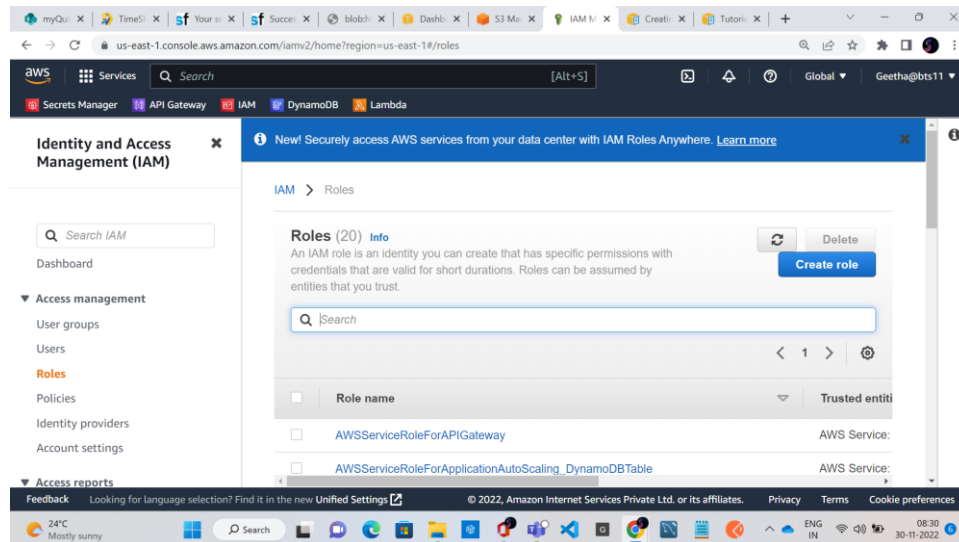 myQui
TimeSl
Your s
Succes
blob:ht
Dashb
S3 Ma
IAM M
Creatin
Tutoria
us-east-1.console.aws.amazon.com/iamv2/home?region=us-east-1#/roles
aws Services Search [Alt+S] Global Geetha@bts11
Secrets Manager API Gateway IAM DynamoDB Lambda
Identity and Access
Management (IAM)
New! Securely access AWS services from your data center with IAM Roles Anywhere. Learn more
IAM > Roles
Search IAM
Dashboard
Access management
User groups
Users
Roles
Policies
Identity providers
Account settings
Access reports
Roles (20) Info
An IAM role is an identity you can create that has specific permissions with
credentials that are valid for short durations. Roles can be assumed by
entities that you trust.
Delete
Create role
Search
1
Role name Trusted entiti
AWSServiceRoleForAPIGateway AWS Service:
AWSServiceRoleForApplicationAutoScaling_DynamoDBTable AWS Service:
Feedback Looking for language selection? Find it in the new Unified Settings © 2022, Amazon Internet Services Private Ltd. or its affiliates. Privacy Terms Cookie preferences
24°C
Mostly sunny
Search
ENG
IN
08:30
30-11-2022
6